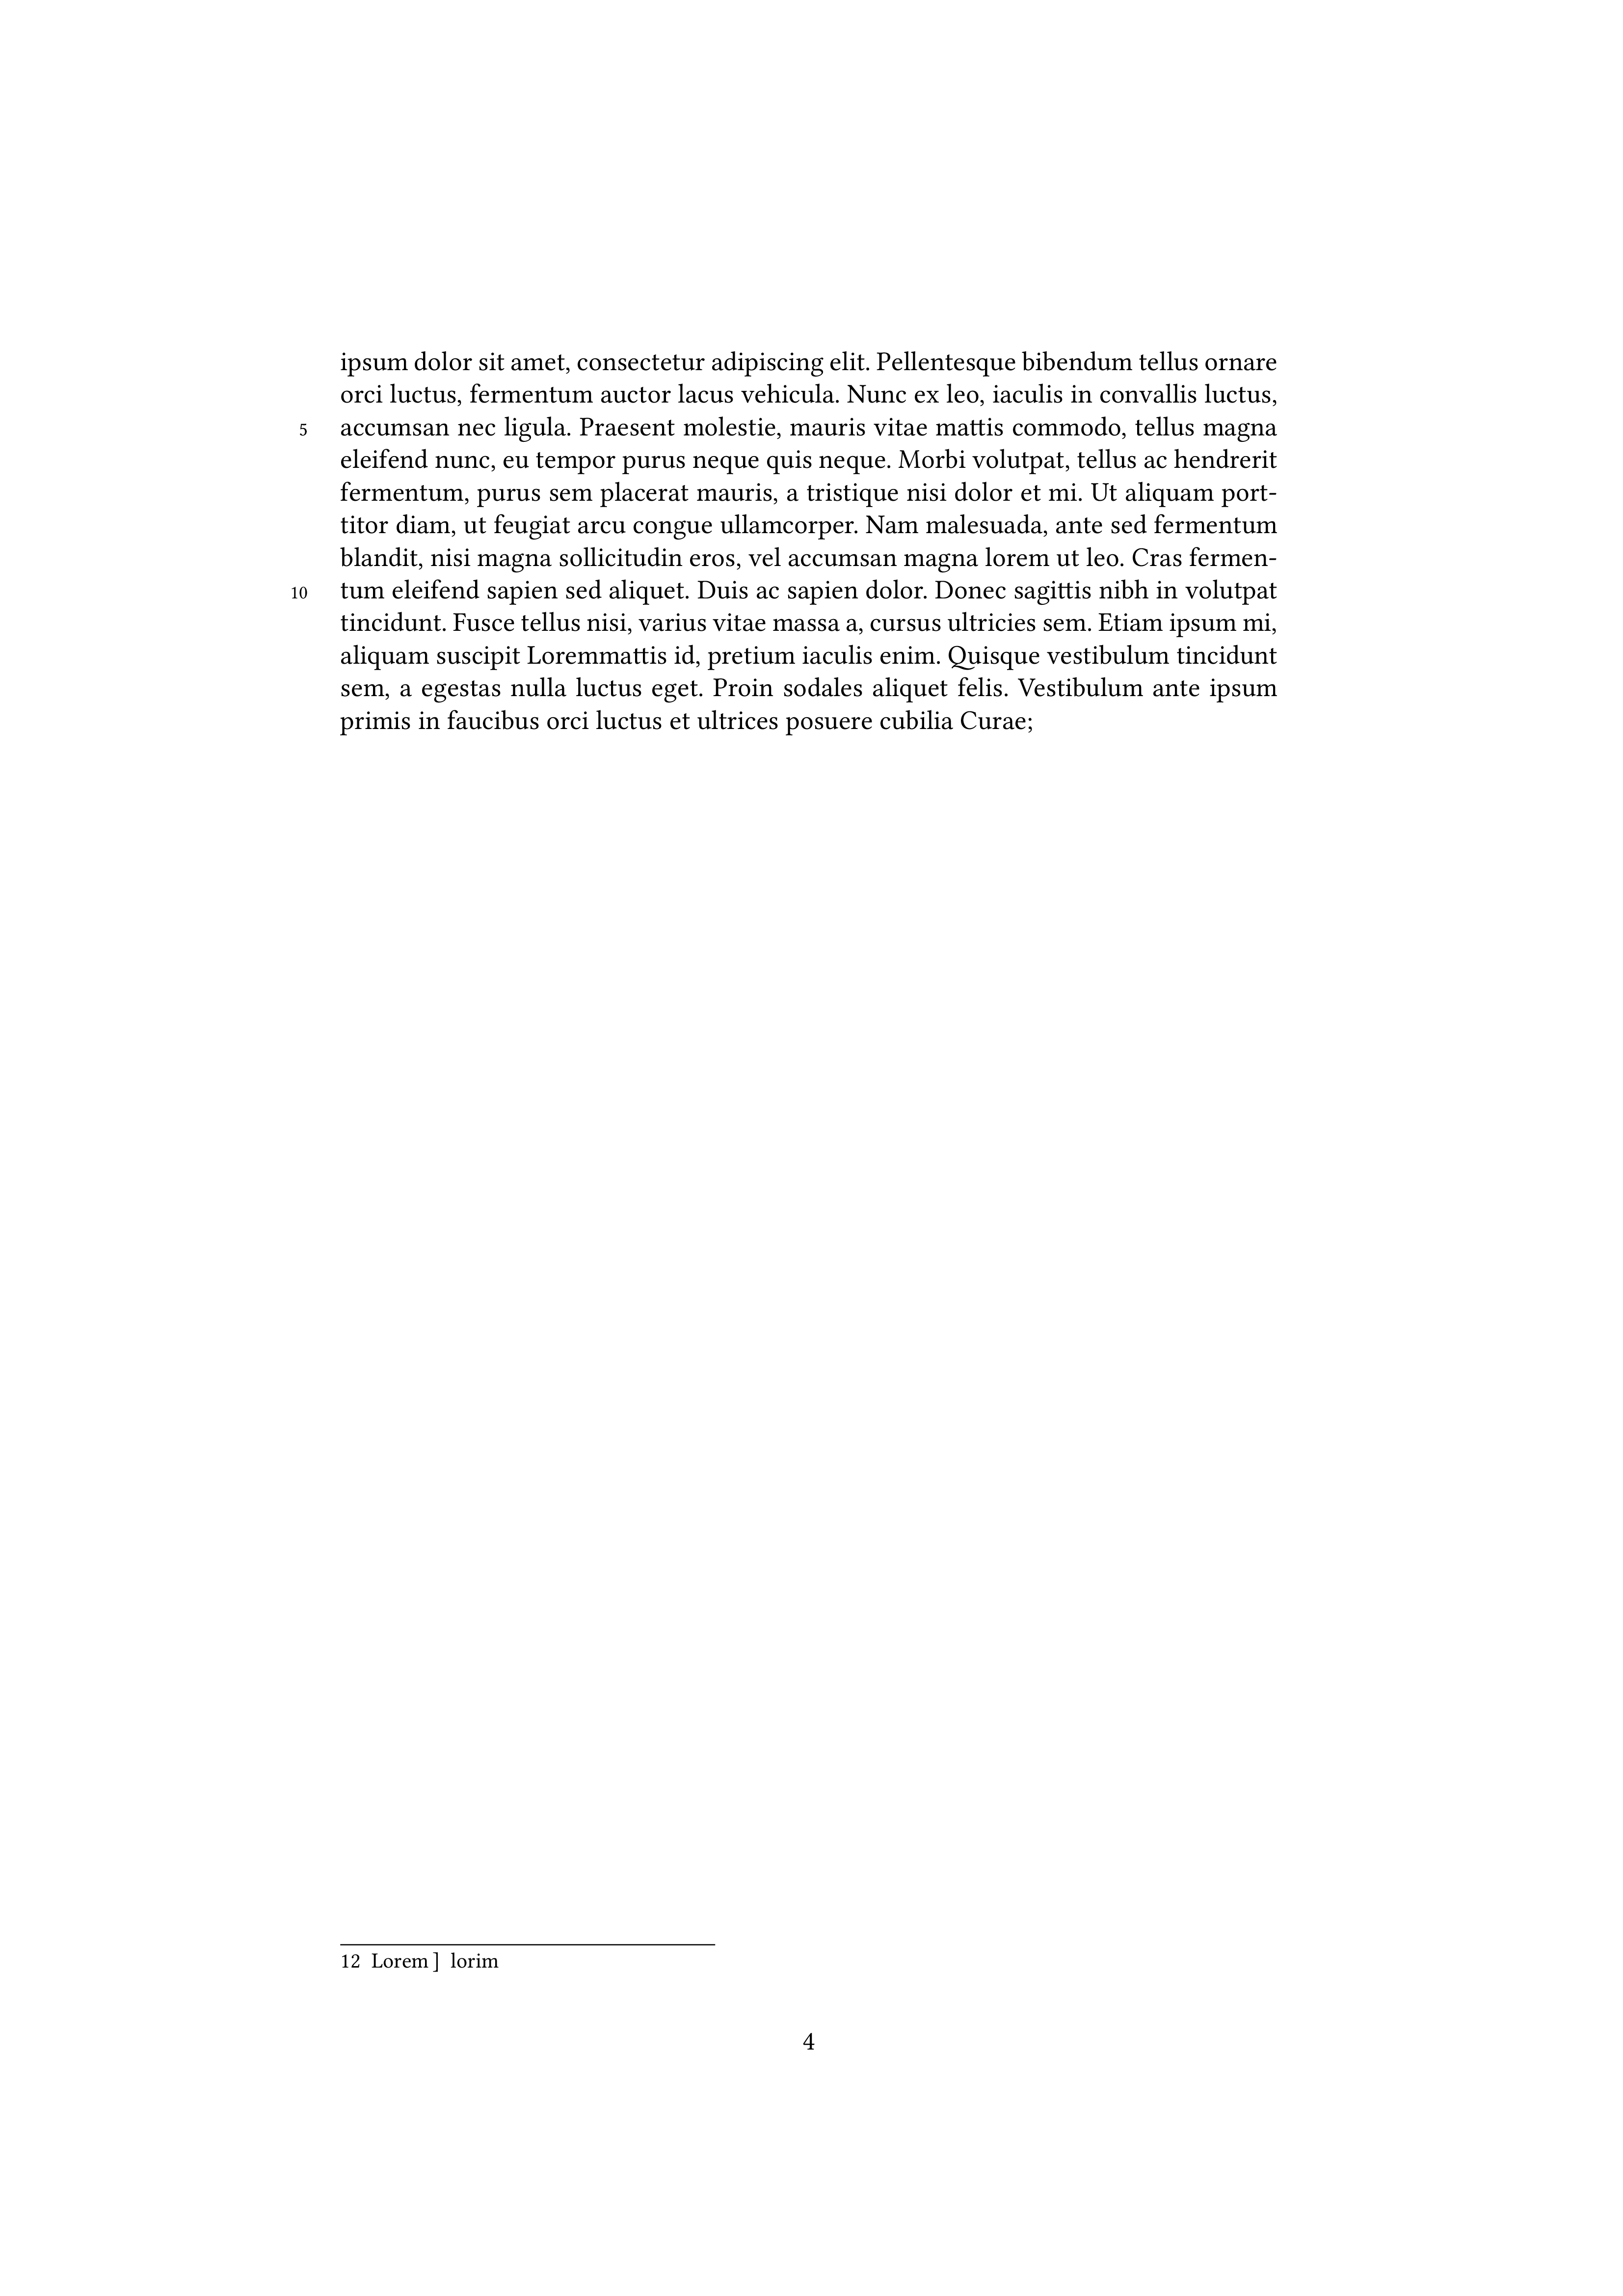 ipsum dolor sit amet, consectetur adipiscing elit. Pellentesque bibendum tellus ornare
orci luctus, fermentum auctor lacus vehicula. Nunc ex leo, iaculis in convallis luctus,
5 accumsan nec ligula. Praesent molestie, mauris vitae mattis commodo, tellus magna
eleifend nunc, eu tempor purus neque quis neque. Morbi volutpat, tellus ac hendrerit
fermentum, purus sem placerat mauris, a tristique nisi dolor et mi. Ut aliquam port-
titor diam, ut feugiat arcu congue ullamcorper. Nam malesuada, ante sed fermentum
blandit, nisi magna sollicitudin eros, vel accumsan magna lorem ut leo. Cras fermen-
10 tum eleifend sapien sed aliquet. Duis ac sapien dolor. Donec sagittis nibh in volutpat
tincidunt. Fusce tellus nisi, varius vitae massa a, cursus ultricies sem. Etiam ipsum mi,
aliquam suscipit Loremmattis id, pretium iaculis enim. Quisque vestibulum tincidunt
sem, a egestas nulla luctus eget. Proin sodales aliquet felis. Vestibulum ante ipsum
primis in faucibus orci luctus et ultrices posuere cubilia Curae;
12 Lorem ] lorim
4